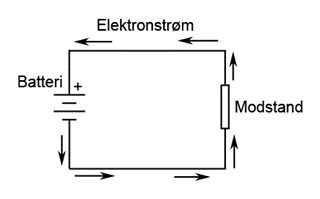 Elektronstrøm
Batteri
+
Modstand